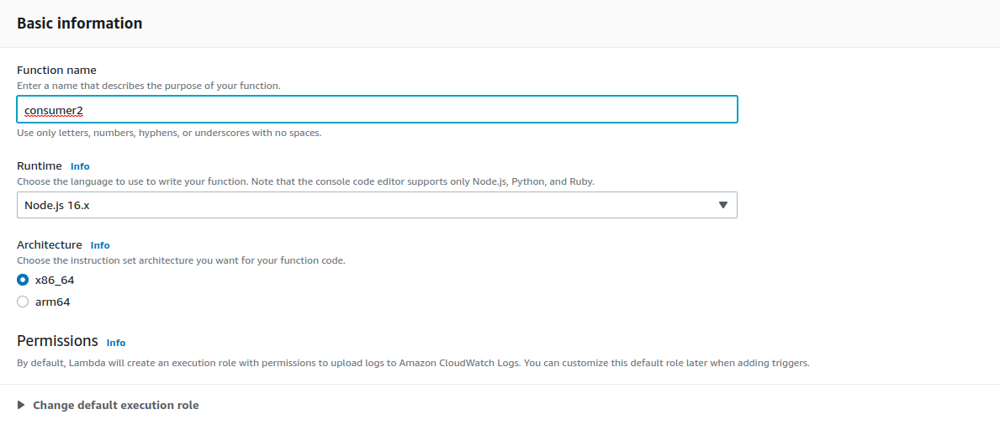 Basic information
Function name
Enter a name that describes the purpose of your function.
consumer2
Use only letters, numbers, hyphens, or underscores with no spaces.
Runtime Info
Choose the language to use to write your function. Note that the console code editor supports only Node.js, Python, and Ruby.
Node.js 16.x
Architecture Info
Choose the instruction set architecture you want for your function code.
x86_64
arm64
Permissions Info
By default, Lambda will create an execution role with permissions to upload logs to Amazon CloudWatch Logs. You can customize this default role later when adding triggers.
Change default execution role